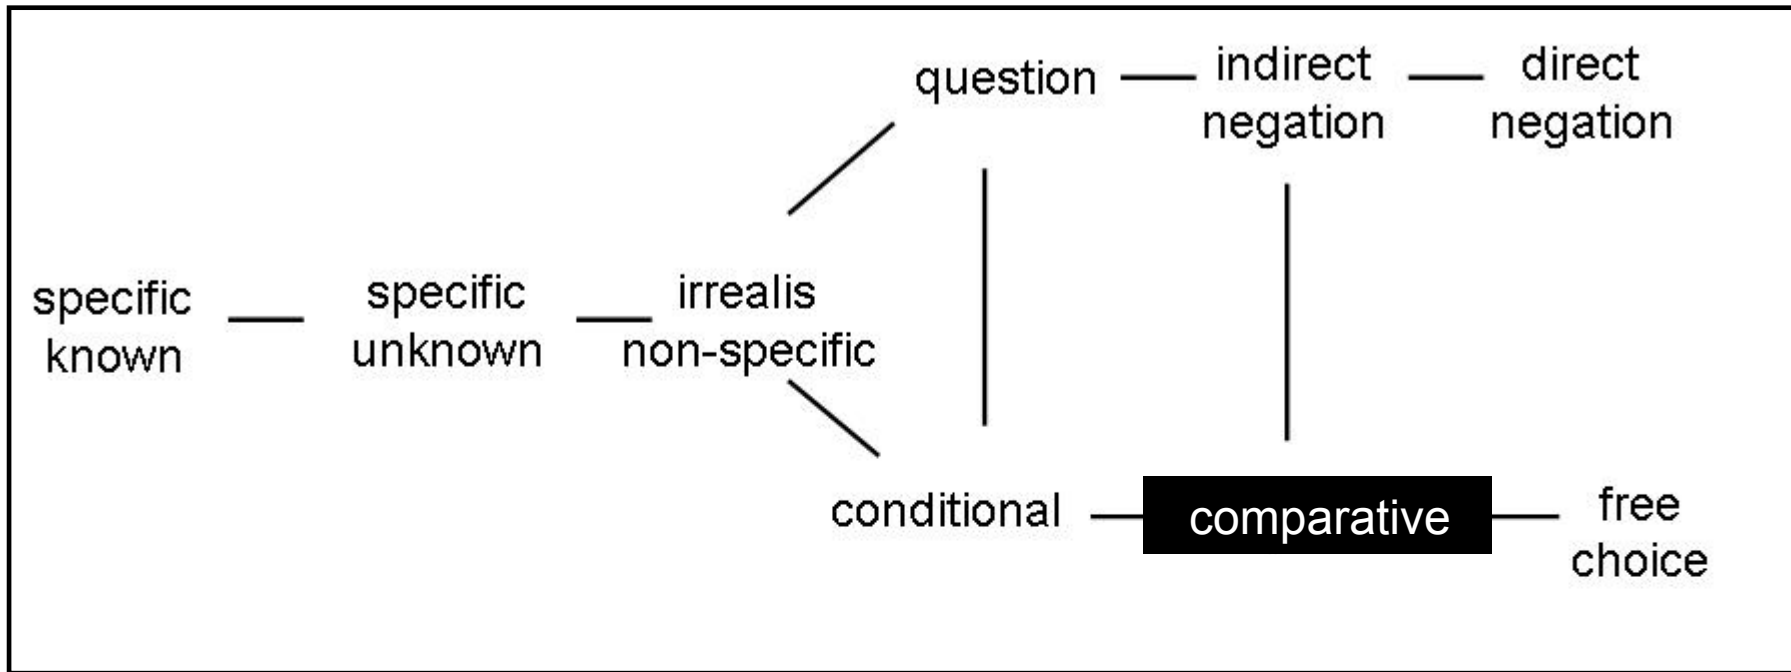 question
indirect
negation
direct
negation
specific
known
specific
unknown
irrealis
non-specific
conditional
comparative
free
choice